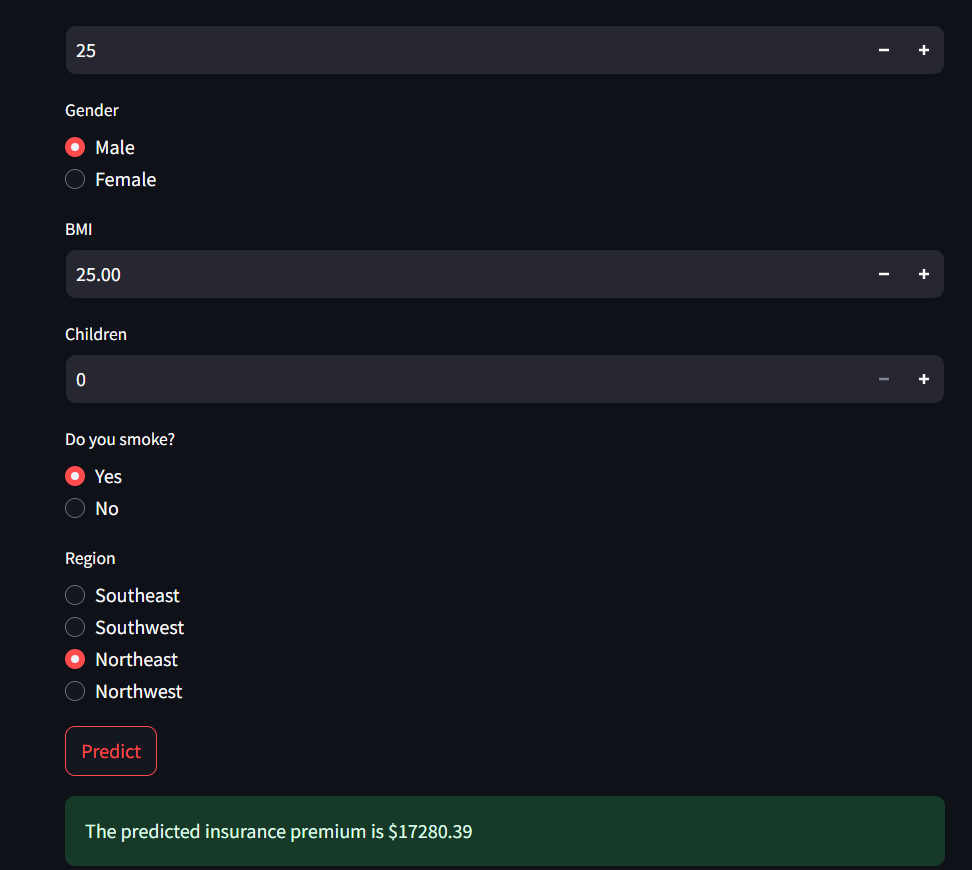 25
Gender
Male
Female
BMI
25.00
Children
0
Do you smoke?
Yes
No
Region
Southeast
Southwest
Northeast
Northwest
Predict
The predicted insurance premium is $17280.39